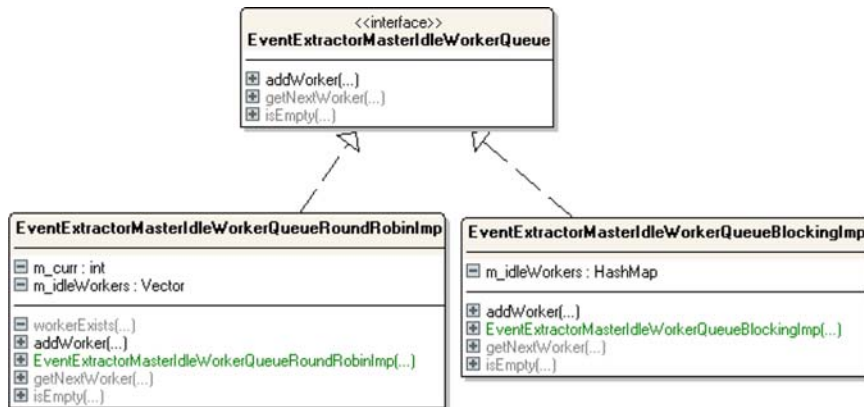 <<interface>>
EventExtractorMasterIdleWorkerQueue
addWorker(...)
getNextWorker(...)
isEmpty(...)
EventExtractorMasterIdleWorkerQueueRoundRobinImp
m_curr : int
m_idleWorkers : Vector
workerExists(...)
addWorker(...)
EventExtractorMasterIdleWorkerQueueRoundRobinImp(...)
getNextWorker(...)
isEmpty(...)
EventExtractorMasterIdleWorkerQueueBlockingImp
m_idleWorkers : HashMap
addWorker(...)
EventExtractorMasterIdleWorkerQueueBlockingImp(...)
getNextWorker(...)
isEmpty(...)